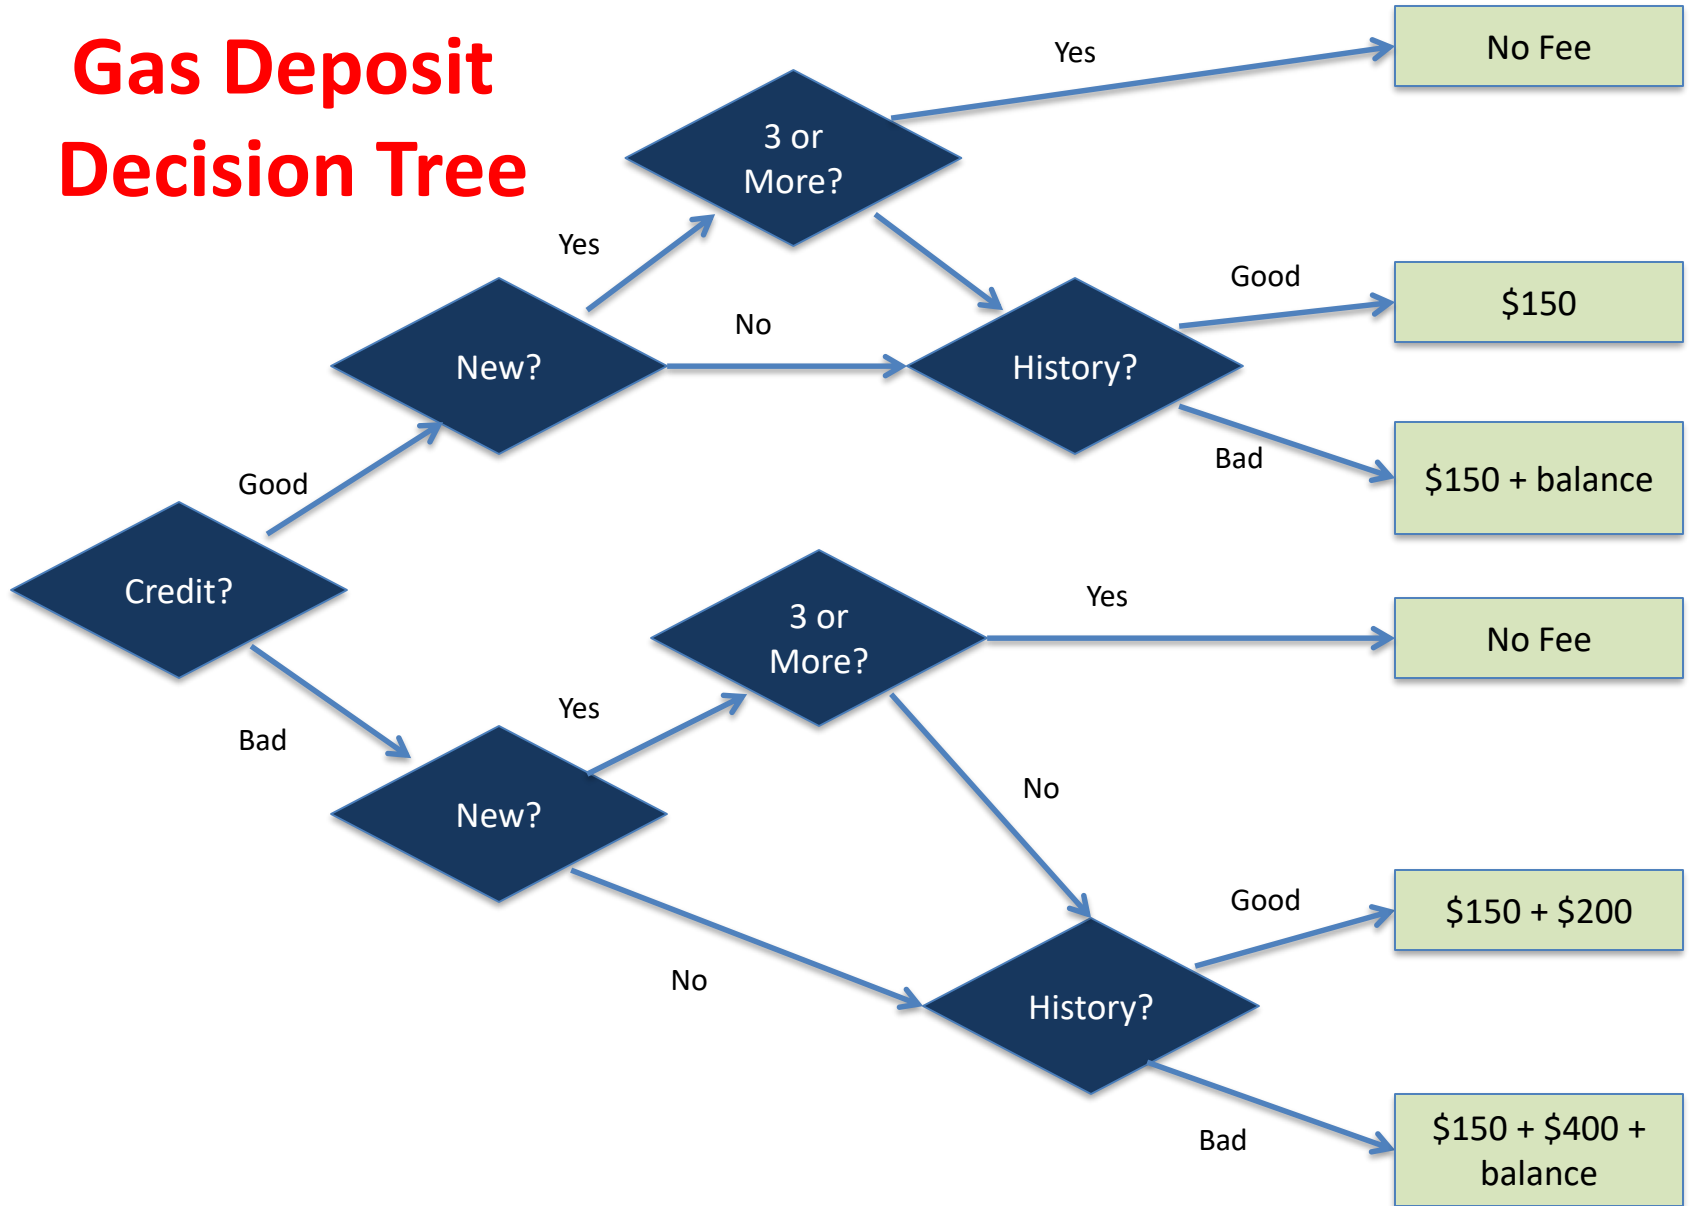 Gas Deposit
Decision Tree
Yes
No Fee
3 or
More?
Yes
Good
$150
No
New?
History?
Bad
$150 + balance
Good
Credit?
3 or
More?
Yes
No Fee
Yes
Bad
New?
No
Good
$150 + $200
No
History?
Bad
$150 + $400 +
balance